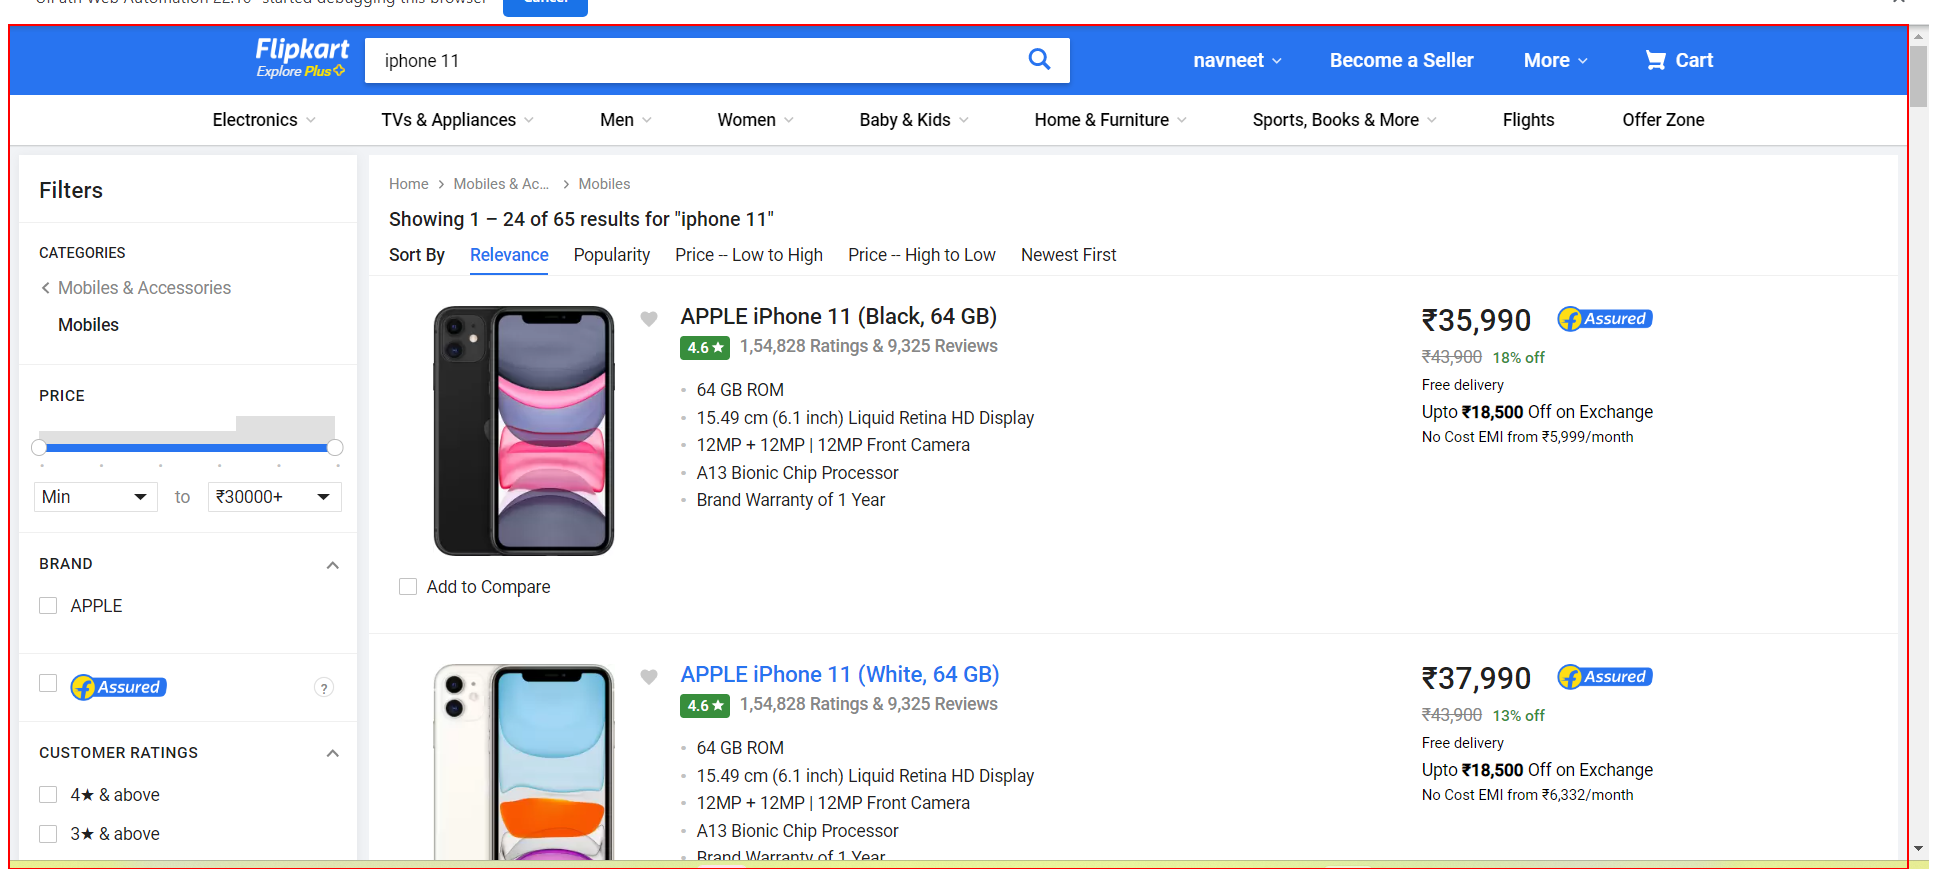 UiPath Web Automation 22.10" started debugging this browser
Cancel
Flipkart
Explore Plus
iphone 11
navneet
Become a Seller
More
Cart
Electronics
TVs & Appliances
Men
Women
Baby & Kids
Home & Furniture
Sports, Books & More
Flights
Offer Zone
Filters
CATEGORIES
Mobiles & Accessories
Mobiles
PRICE
Min
to
₹30000+
BRAND
APPLE
Assured
?
CUSTOMER RATINGS
4★ & above
3★ & above
Home > Mobiles & Ac... > Mobiles
Showing 1 – 24 of 65 results for "iphone 11"
Sort By Relevance Popularity Price -- Low to High Price -- High to Low Newest First
APPLE iPhone 11 (Black, 64 GB)
4.6★ 1,54,828 Ratings & 9,325 Reviews
64 GB ROM
15.49 cm (6.1 inch) Liquid Retina HD Display
12MP + 12MP | 12MP Front Camera
A13 Bionic Chip Processor
Brand Warranty of 1 Year
₹35,990 Assured
₹43,900 18% off
Free delivery
Upto ₹18,500 Off on Exchange
No Cost EMI from ₹5,999/month
Add to Compare
APPLE iPhone 11 (White, 64 GB)
4.6★ 1,54,828 Ratings & 9,325 Reviews
64 GB ROM
15.49 cm (6.1 inch) Liquid Retina HD Display
12MP + 12MP | 12MP Front Camera
A13 Bionic Chip Processor
Brand Warranty of 1 Year
₹37,990 Assured
₹43,900 13% off
Free delivery
Upto ₹18,500 Off on Exchange
No Cost EMI from ₹6,332/month